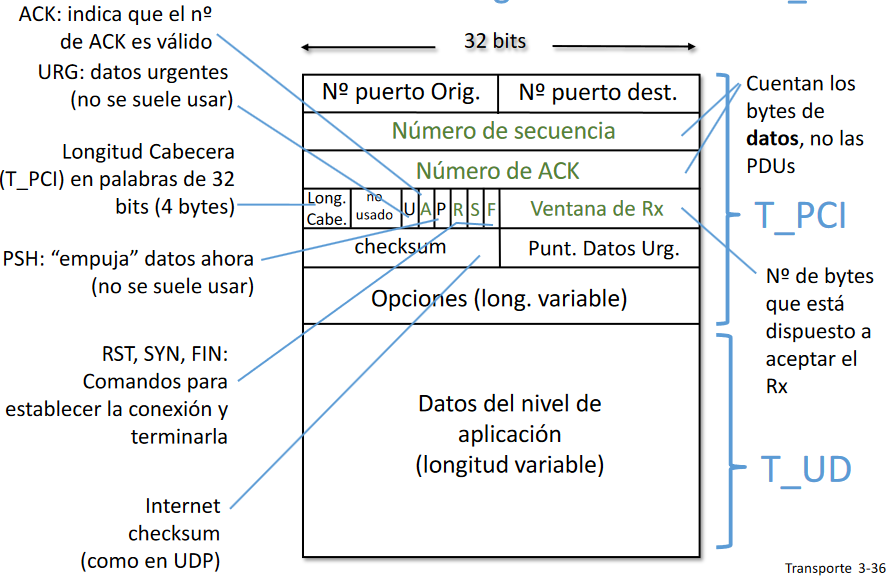 ACK: indica que el nº
de ACK es válido
URG: datos urgentes
(no se suele usar)
Longitud Cabecera
(T_PCI) en palabras de 32
bits (4 bytes)
PSH: “empuja” datos ahora
(no se suele usar)
RST, SYN, FIN:
Comandos para
establecer la conexión y
terminarla
Internet
checksum
(como en UDP)
32 bits
Nº puerto Orig.
Nº puerto dest.
Número de secuencia
Número de ACK
Long.
Cabe.
no
usado
U A P R S F
Ventana de Rx
checksum
Punt. Datos Urg.
Opciones (long. variable)
Datos del nivel de
aplicación
(longitud variable)
Cuentan los
bytes de
datos, no las
PDUs
T_PCI
Nº de bytes
que está
dispuesto a
aceptar el
Rx
T_UD
Transporte 3-36